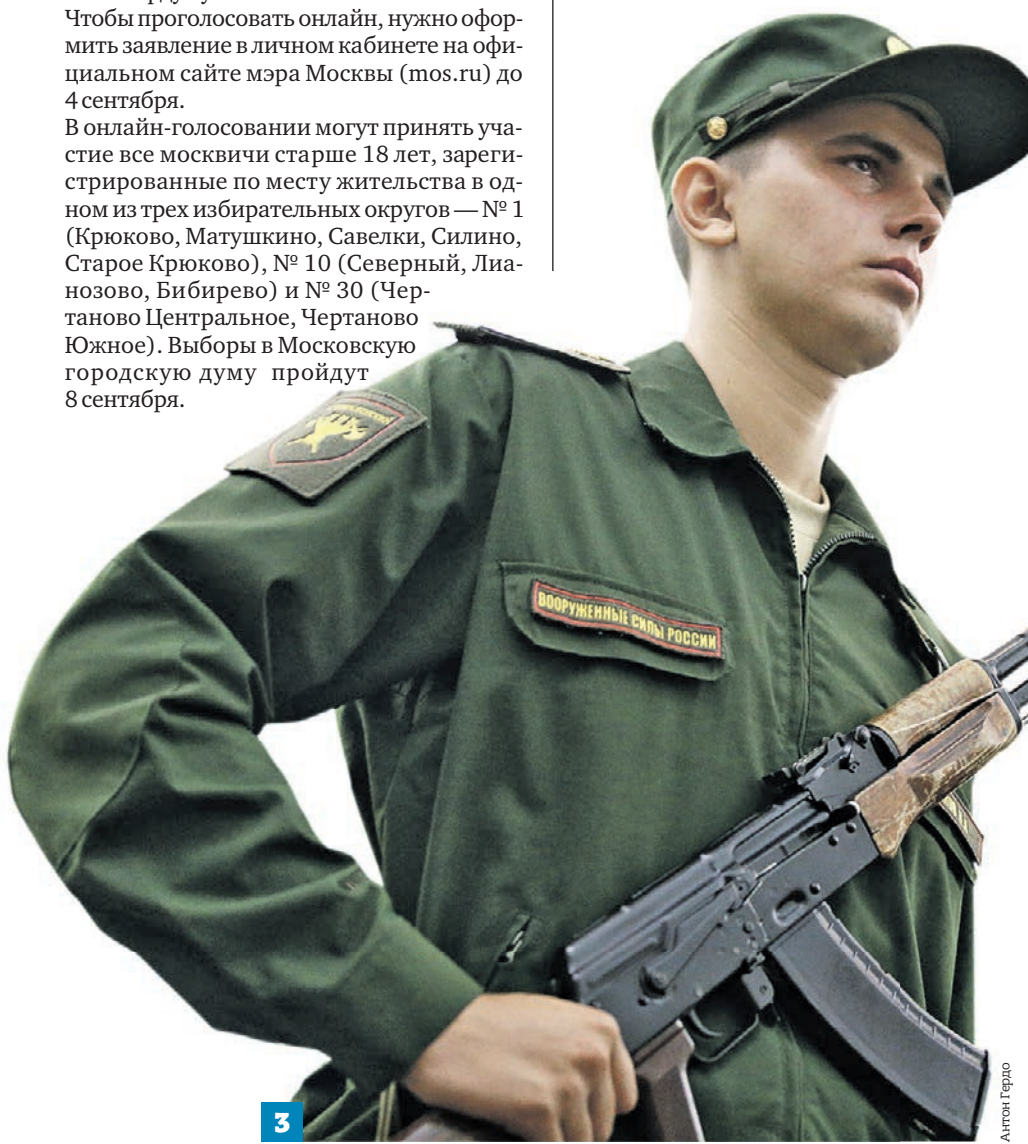 Чтобы проголосовать онлайн, нужно офор-
мить заявление в личном кабинете на офи-
циальном сайте мэра Москвы (mos.ru) до
4 сентября.
В онлайн-голосовании могут принять уча-
стие все москвичи старше 18 лет, зареги-
стрированные по месту жительства в од-
ном из трех избирательных округов — № 1
(Крюково, Матушкино, Савелки, Силино,
Старое Крюково), № 10 (Северный, Лиа-
нозово, Бибирево) и № 30 (Чер-
таново Центральное, Чертаново
Южное). Выборы в Московскую
городскую думу пройдут
8 сентября.
ВООРУЖЕННЫЕ СИЛЫ РОССИИ
3
Антон Гердо